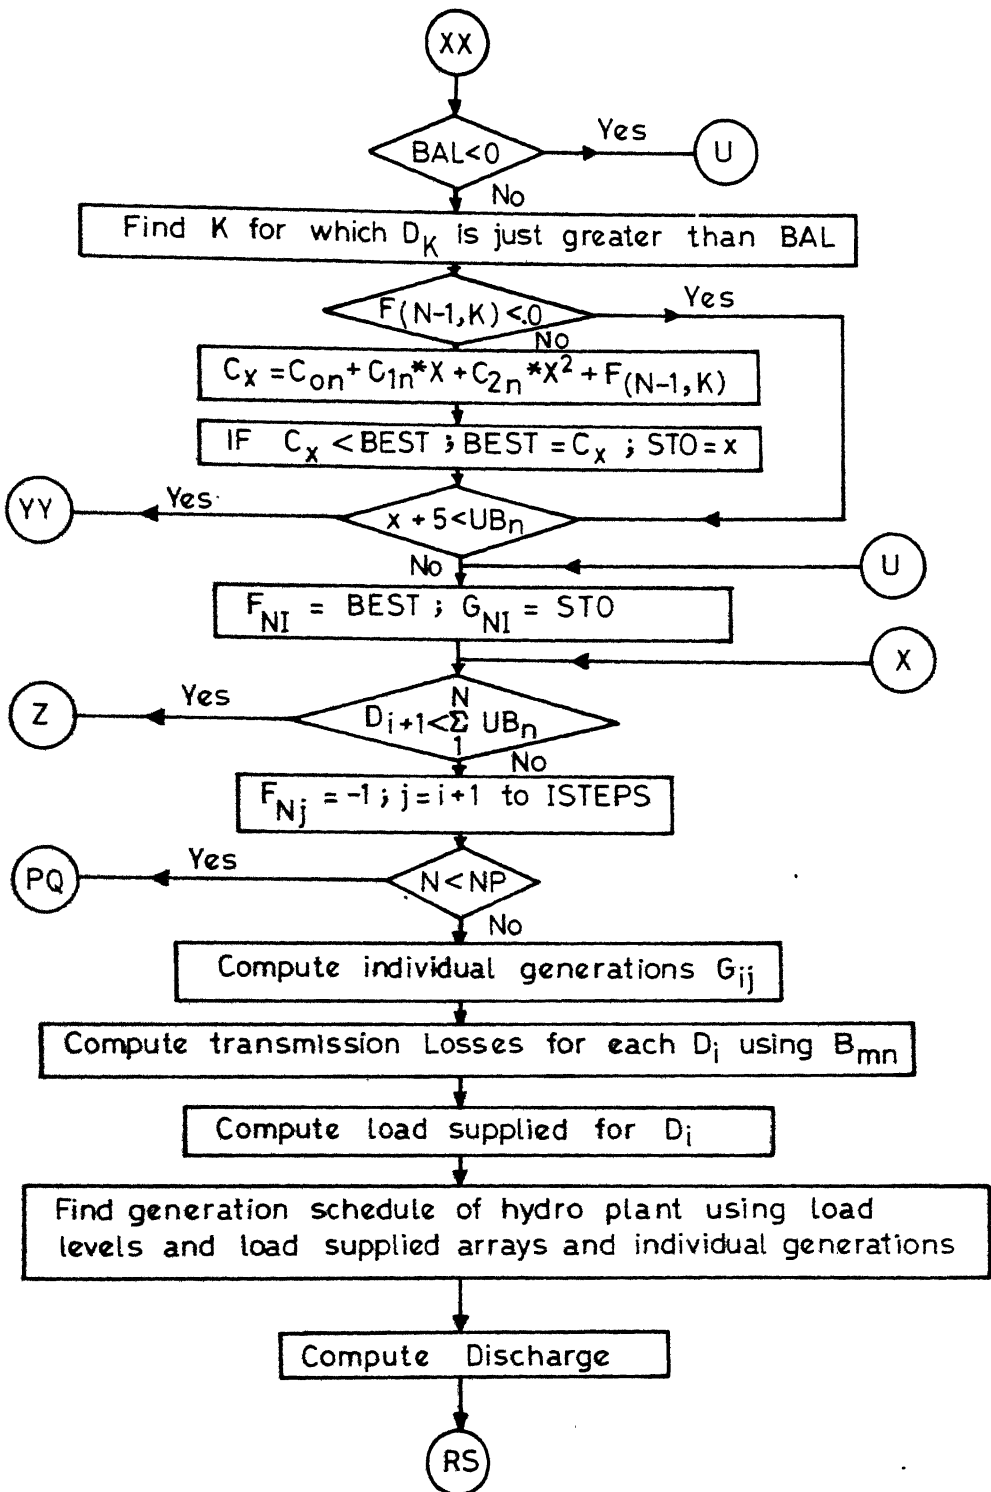 XX
BAL<0
Yes
U
No
Find K for which D_K is just greater than BAL
F(N-1,K) <.0
Yes
No
C_x = C_on + C_1n*X + C_2n*X² + F(N-1,K)
IF C_x < BEST ; BEST = C_x ; STO = x
YY
Yes
x + 5 < UB_n
No
U
F_NI = BEST ; G_NI = STO
X
Z
Yes
D_i+1 < Σ UB_n
N
1
No
F_Nj = -1 ; j = i+1 to ISTEPS
PQ
Yes
N < NP
No
Compute individual generations G_ij
Compute transmission Losses for each D_i using B_mn
Compute load supplied for D_i
Find generation schedule of hydro plant using load
levels and load supplied arrays and individual generations
Compute Discharge
RS